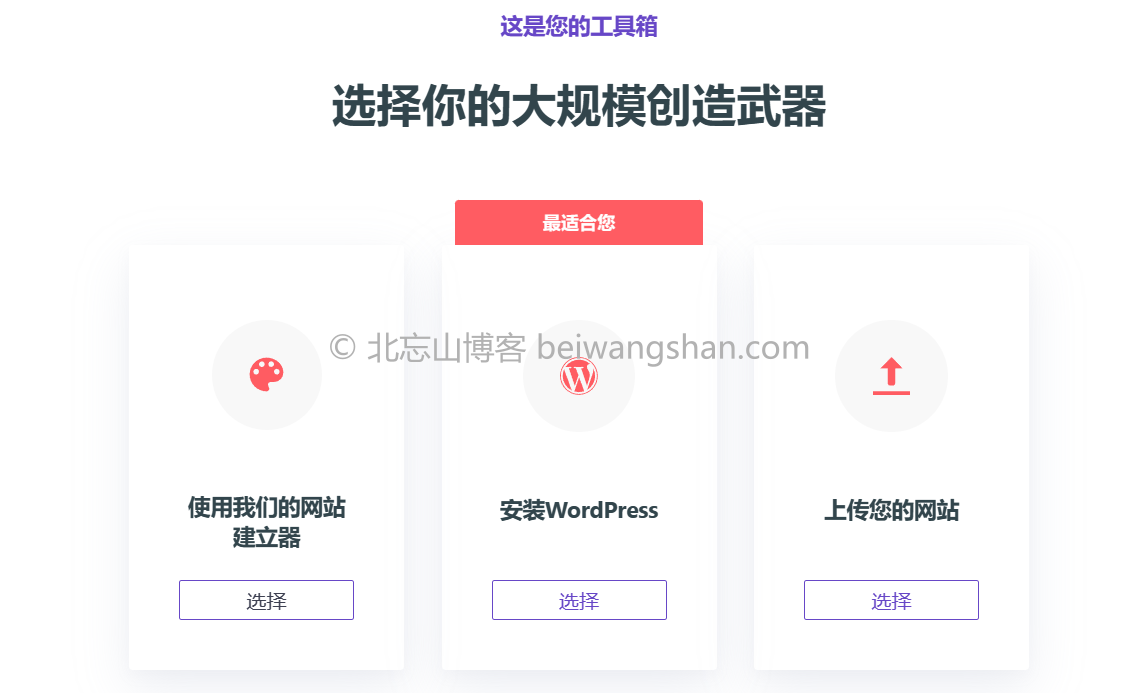 这是您的工具箱
选择你的大规模创造武器
最适合您
© 北忘山博客 beiwangshan.com
使用我们的网站
建立器
选择
安装WordPress
选择
上传您的网站
选择